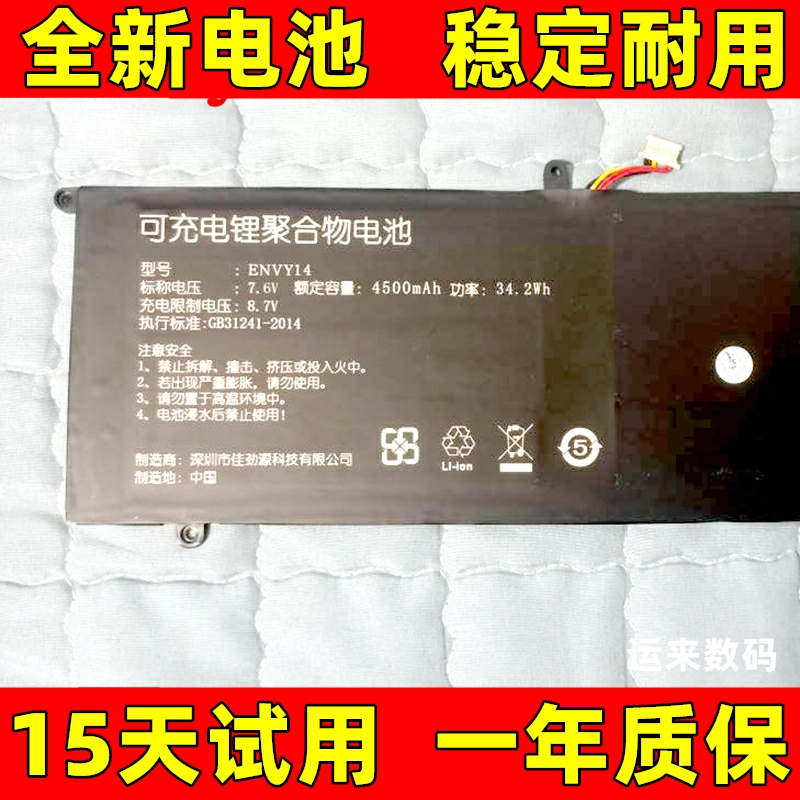 全新电池 稳定耐用
可充电锂聚合物电池
型号 : ENVY14
标称电压 : 7.6V 额定容量: 4500mAh 功率: 34.2Wh
充电限制电压: 8.7V
执行标准:GB31241-2014
注意安全
1、禁止拆解、撞击、挤压或投入火中。
2、若出现严重膨胀，请勿使用。
3、请勿置于高温环境中。
4、电池浸水后禁止使用!
制造商: 深圳市佳劲源科技有限公司
制造地: 中国
Li-ion
5
运来数码
15天试用 一年质保